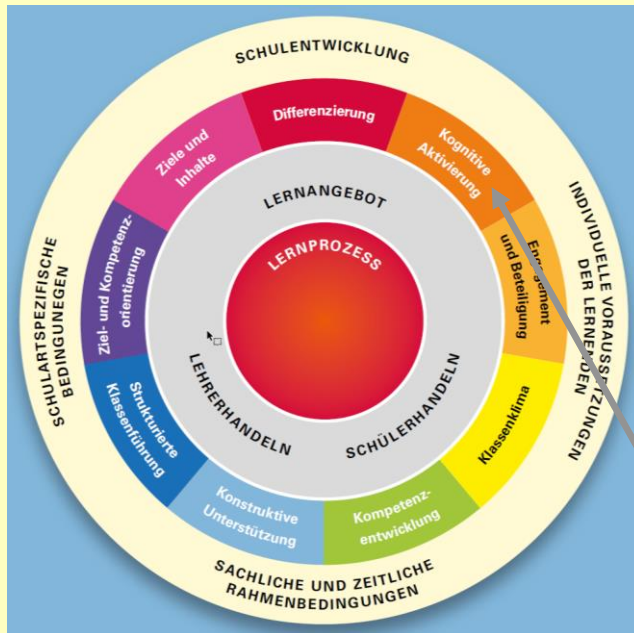 SCHULENTWICKLUNG
Differenzierung
Kognitive
Aktivierung
Engagement
und Beteiligung
Klassenklima
Kompetenz-
entwicklung
Konstruktive
Unterstützung
Strukturierte
Klassenführung
Ziel- und Kompetenz-
orientierung
Ziele und
Inhalte
INDIVIDUELLE VORAUSSETZUNGEN
DER LERNENDEN
SACHLICHE UND ZEITLICHE
RAHMENBEDINGUNGEN
SCHULARTSPEZIFISCHE
BEDINGUNEGEN
LERNANGEBOT
SCHÜLERHANDELN
LEHRERHANDELN
LERNPROZESS